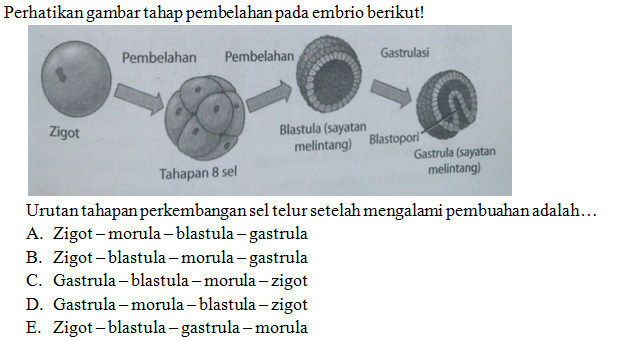 Perhatikan gambar tahap pembelahan pada embrio berikut!
Pembelahan
Pembelahan
Gastrulasi
Zigot
Tahapan 8 sel
Blastula (sayatan
melintang)
Blastopori
Gastrula (sayatan
melintang)
Urutan tahapan perkembangan sel telur setelah mengalami pembuahan adalah…
A. Zigot – morula – blastula – gastrula
B. Zigot – blastula – morula – gastrula
C. Gastrula – blastula – morula – zigot
D. Gastrula – morula – blastula – zigot
E. Zigot – blastula – gastrula – morula